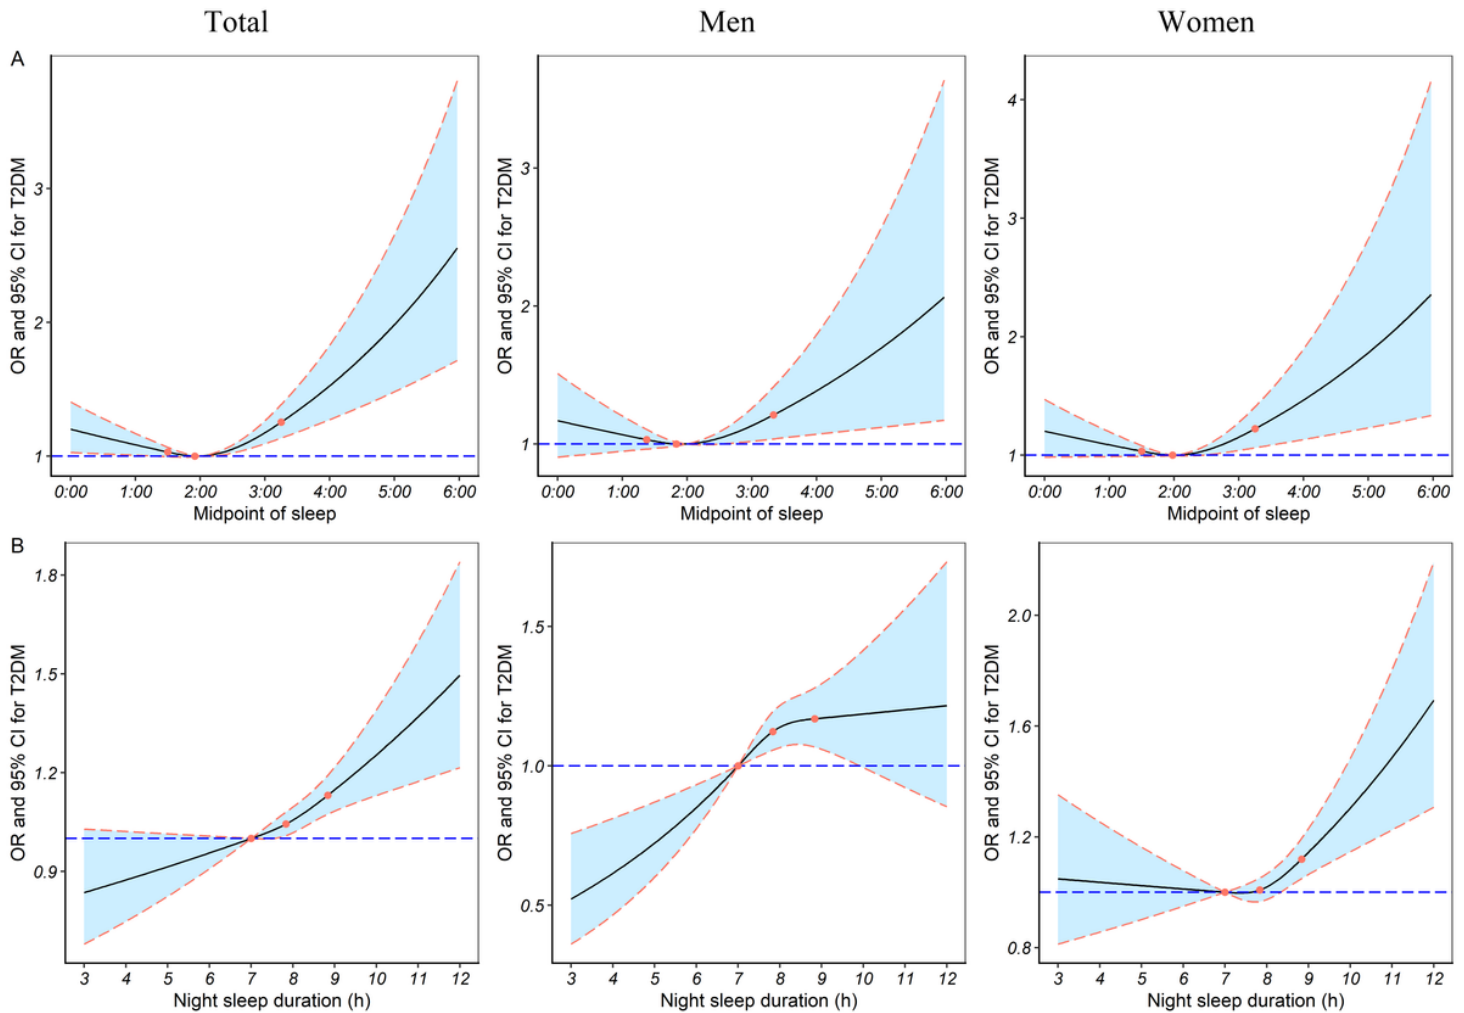 Total Men Women
A
OR and 95% CI for T2DM
3
2
1
0:00 1:00 2:00 3:00 4:00 5:00 6:00
Midpoint of sleep
OR and 95% CI for T2DM
3
2
1
0:00 1:00 2:00 3:00 4:00 5:00 6:00
Midpoint of sleep
OR and 95% CI for T2DM
4
3
2
1
0:00 1:00 2:00 3:00 4:00 5:00 6:00
Midpoint of sleep
B
OR and 95% CI for T2DM
1.8
1.5
1.2
0.9
3 4 5 6 7 8 9 10 11 12
Night sleep duration (h)
OR and 95% CI for T2DM
1.5
1.0
0.5
3 4 5 6 7 8 9 10 11 12
Night sleep duration (h)
OR and 95% CI for T2DM
2.0
1.6
1.2
0.8
3 4 5 6 7 8 9 10 11 12
Night sleep duration (h)